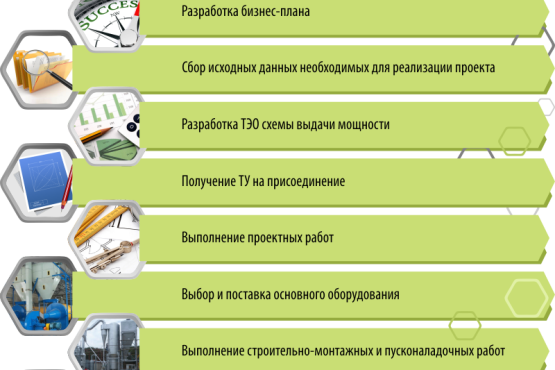 SUCCESS
Разработка бизнес-плана
Сбор исходных данных необходимых для реализации проекта
Разработка ТЭО схемы выдачи мощности
Получение ТУ на присоединение
Выполнение проектных работ
Выбор и поставка основного оборудования
Выполнение строительно-монтажных и пусконаладочных работ